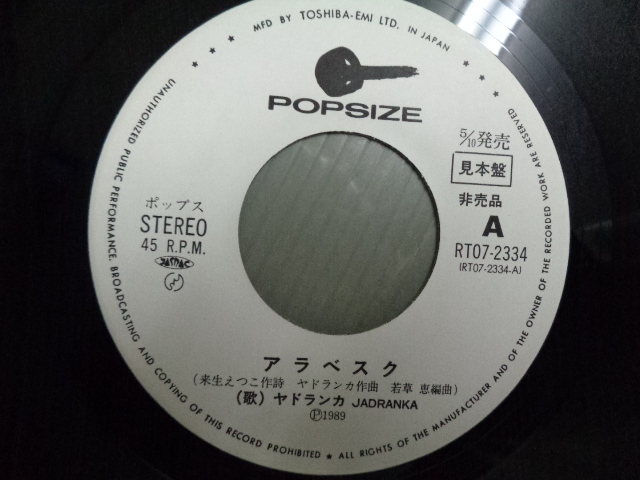 MFD BY TOSHIBA-EMI LTD. IN JAPAN ★ ★ ★
POPSIZE
5/10発売
見本盤
非売品
A
RT07-2334
(RT07-2334-A)
ポップス
STEREO
45 R.P.M.
JASRAC
アラベスク
(来生えつこ作詩 ヤドランカ作曲 若草 恵編曲)
(歌) ヤドランカ JADRANKA
Ⓟ1989
★ ★ ★ UNAUTHORIZED PUBLIC PERFORMANCE, BROADCASTING AND COPYING OF THIS RECORD PROHIBITED ★ ALL RIGHTS OF THE MANUFACTURER AND OF THE OWNER OF THE RECORDED WORK ARE RESERVED